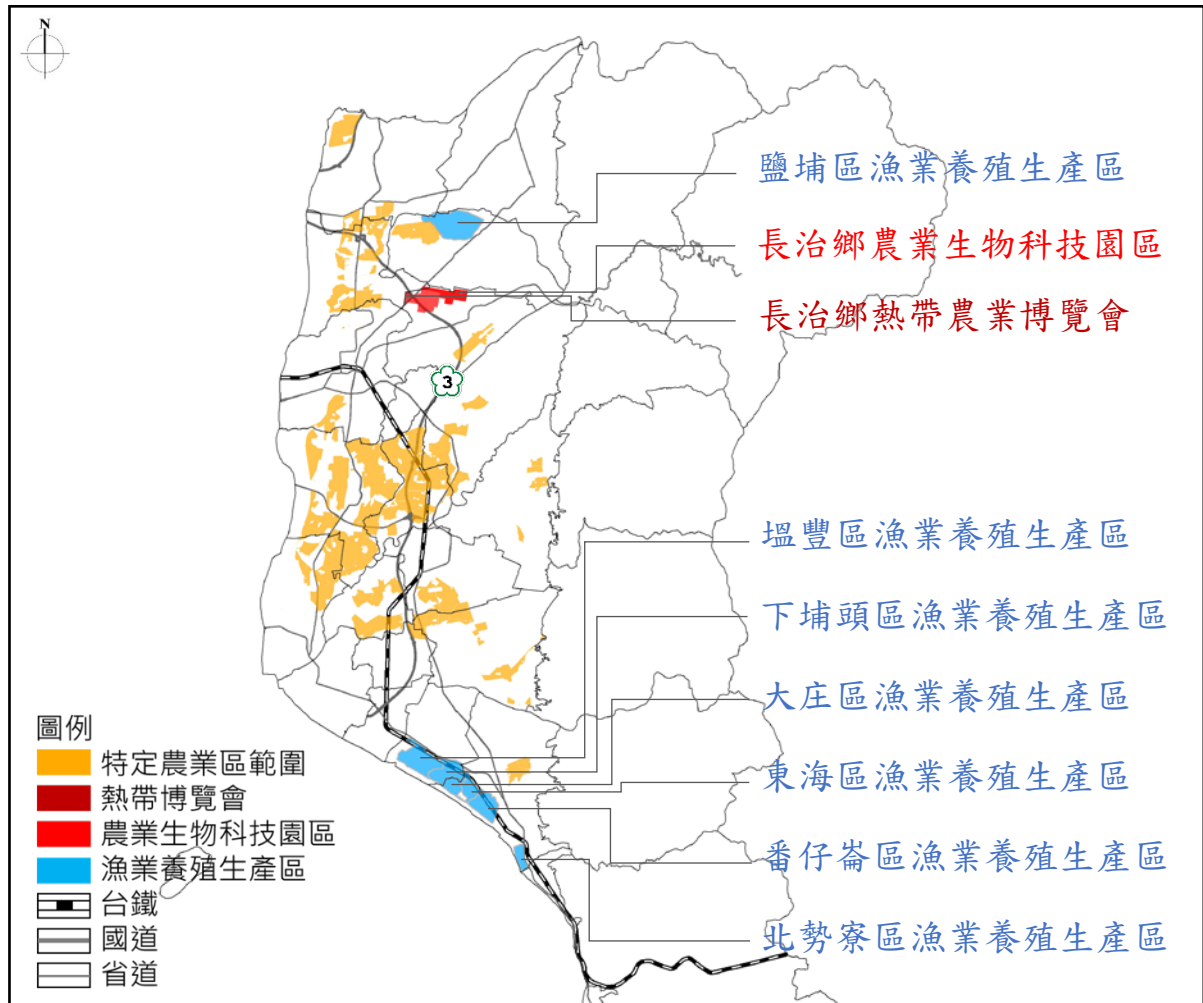 N
鹽埔區漁業養殖生產區
長治鄉農業生物科技園區
長治鄉熱帶農業博覽會
3
塭豐區漁業養殖生產區
下埔頭區漁業養殖生產區
大庄區漁業養殖生產區
東海區漁業養殖生產區
番仔崙區漁業養殖生產區
北勢寮區漁業養殖生產區
圖例
特定農業區範圍
熱帶博覽會
農業生物科技園區
漁業養殖生產區
台鐵
國道
省道